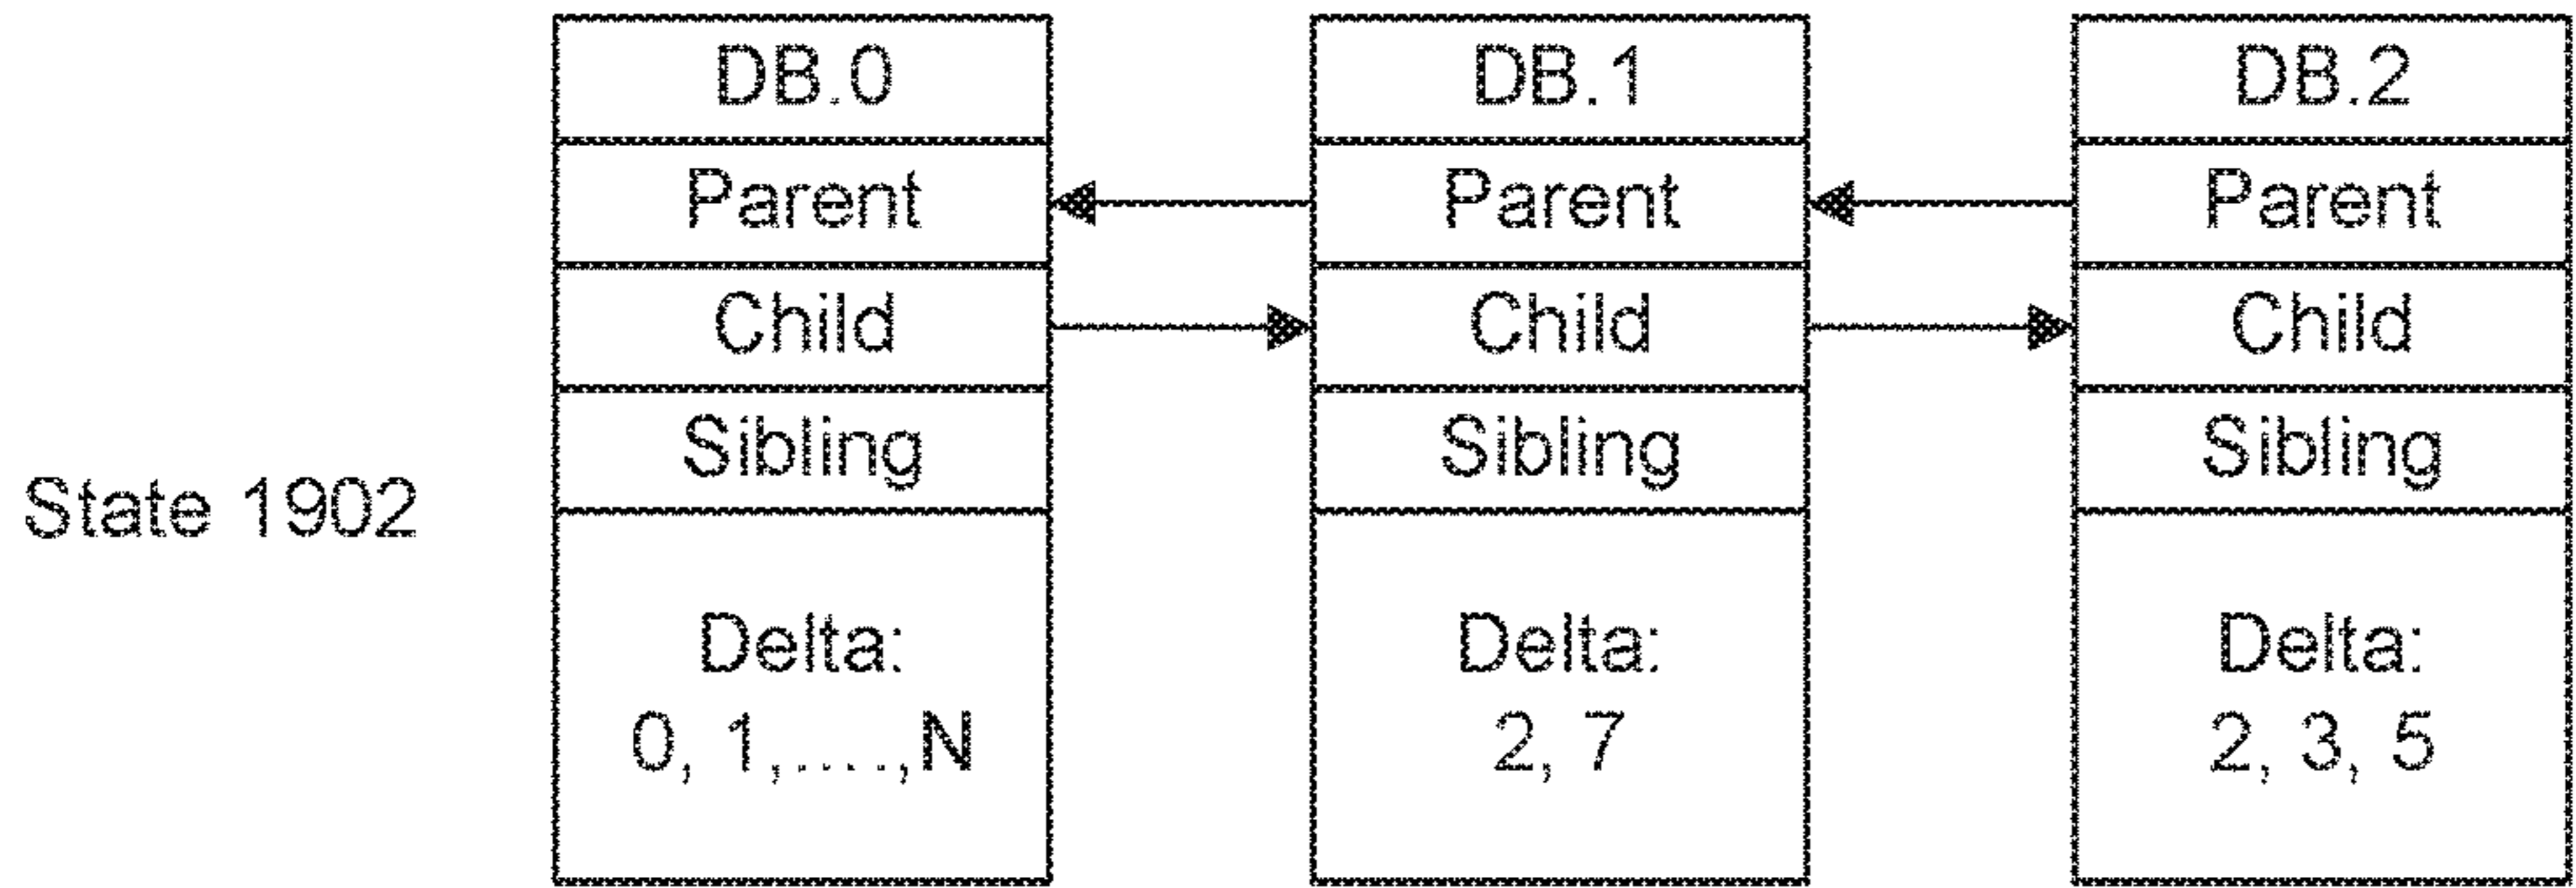 State 1902
DB.0
Parent
Child
Sibling
Delta:
0, 1,....,N
DB.1
Parent
Child
Sibling
Delta:
2, 7
DB.2
Parent
Child
Sibling
Delta:
2, 3, 5